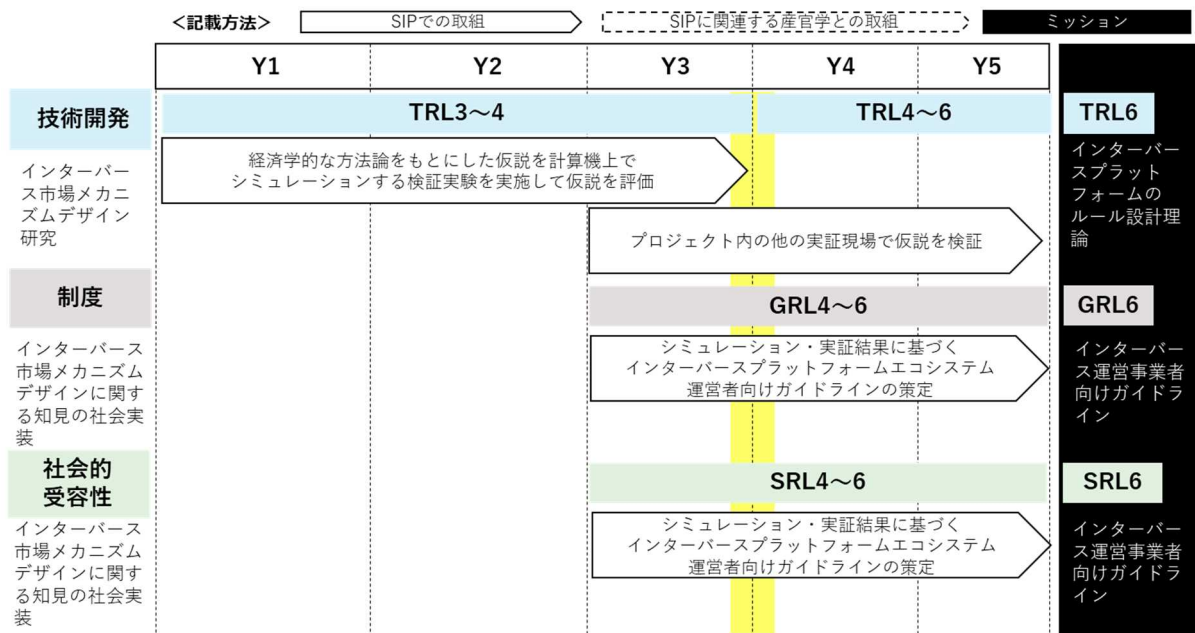 ＜記載方法＞
SIPでの取組
SIPに関連する産官学との取組
ミッション
Y1
Y2
Y3
Y4
Y5
技術開発
TRL3～4
TRL4～6
TRL6
インターバー
ス市場メカニ
ズムデザイン
研究
経済学的な方法論をもとにした仮説を計算機上で
シミュレーションする検証実験を実施して仮説を評価
プロジェクト内の他の実証現場で仮説を検証
インターバー
スプラット
フォームの
ルール設計理
論
制度
GRL4～6
GRL6
インターバース
市場メカニズム
デザインに関す
る知見の社会実
装
シミュレーション・実証結果に基づく
インターバースプラットフォームエコシステム
運営者向けガイドラインの策定
インターバー
ス運営事業者
向けガイドラ
イン
社会的
受容性
SRL4～6
SRL6
インターバース
市場メカニズム
デザインに関す
る知見の社会実
装
シミュレーション・実証結果に基づく
インターバースプラットフォームエコシステム
運営者向けガイドラインの策定
インターバー
ス運営事業者
向けガイドラ
イン